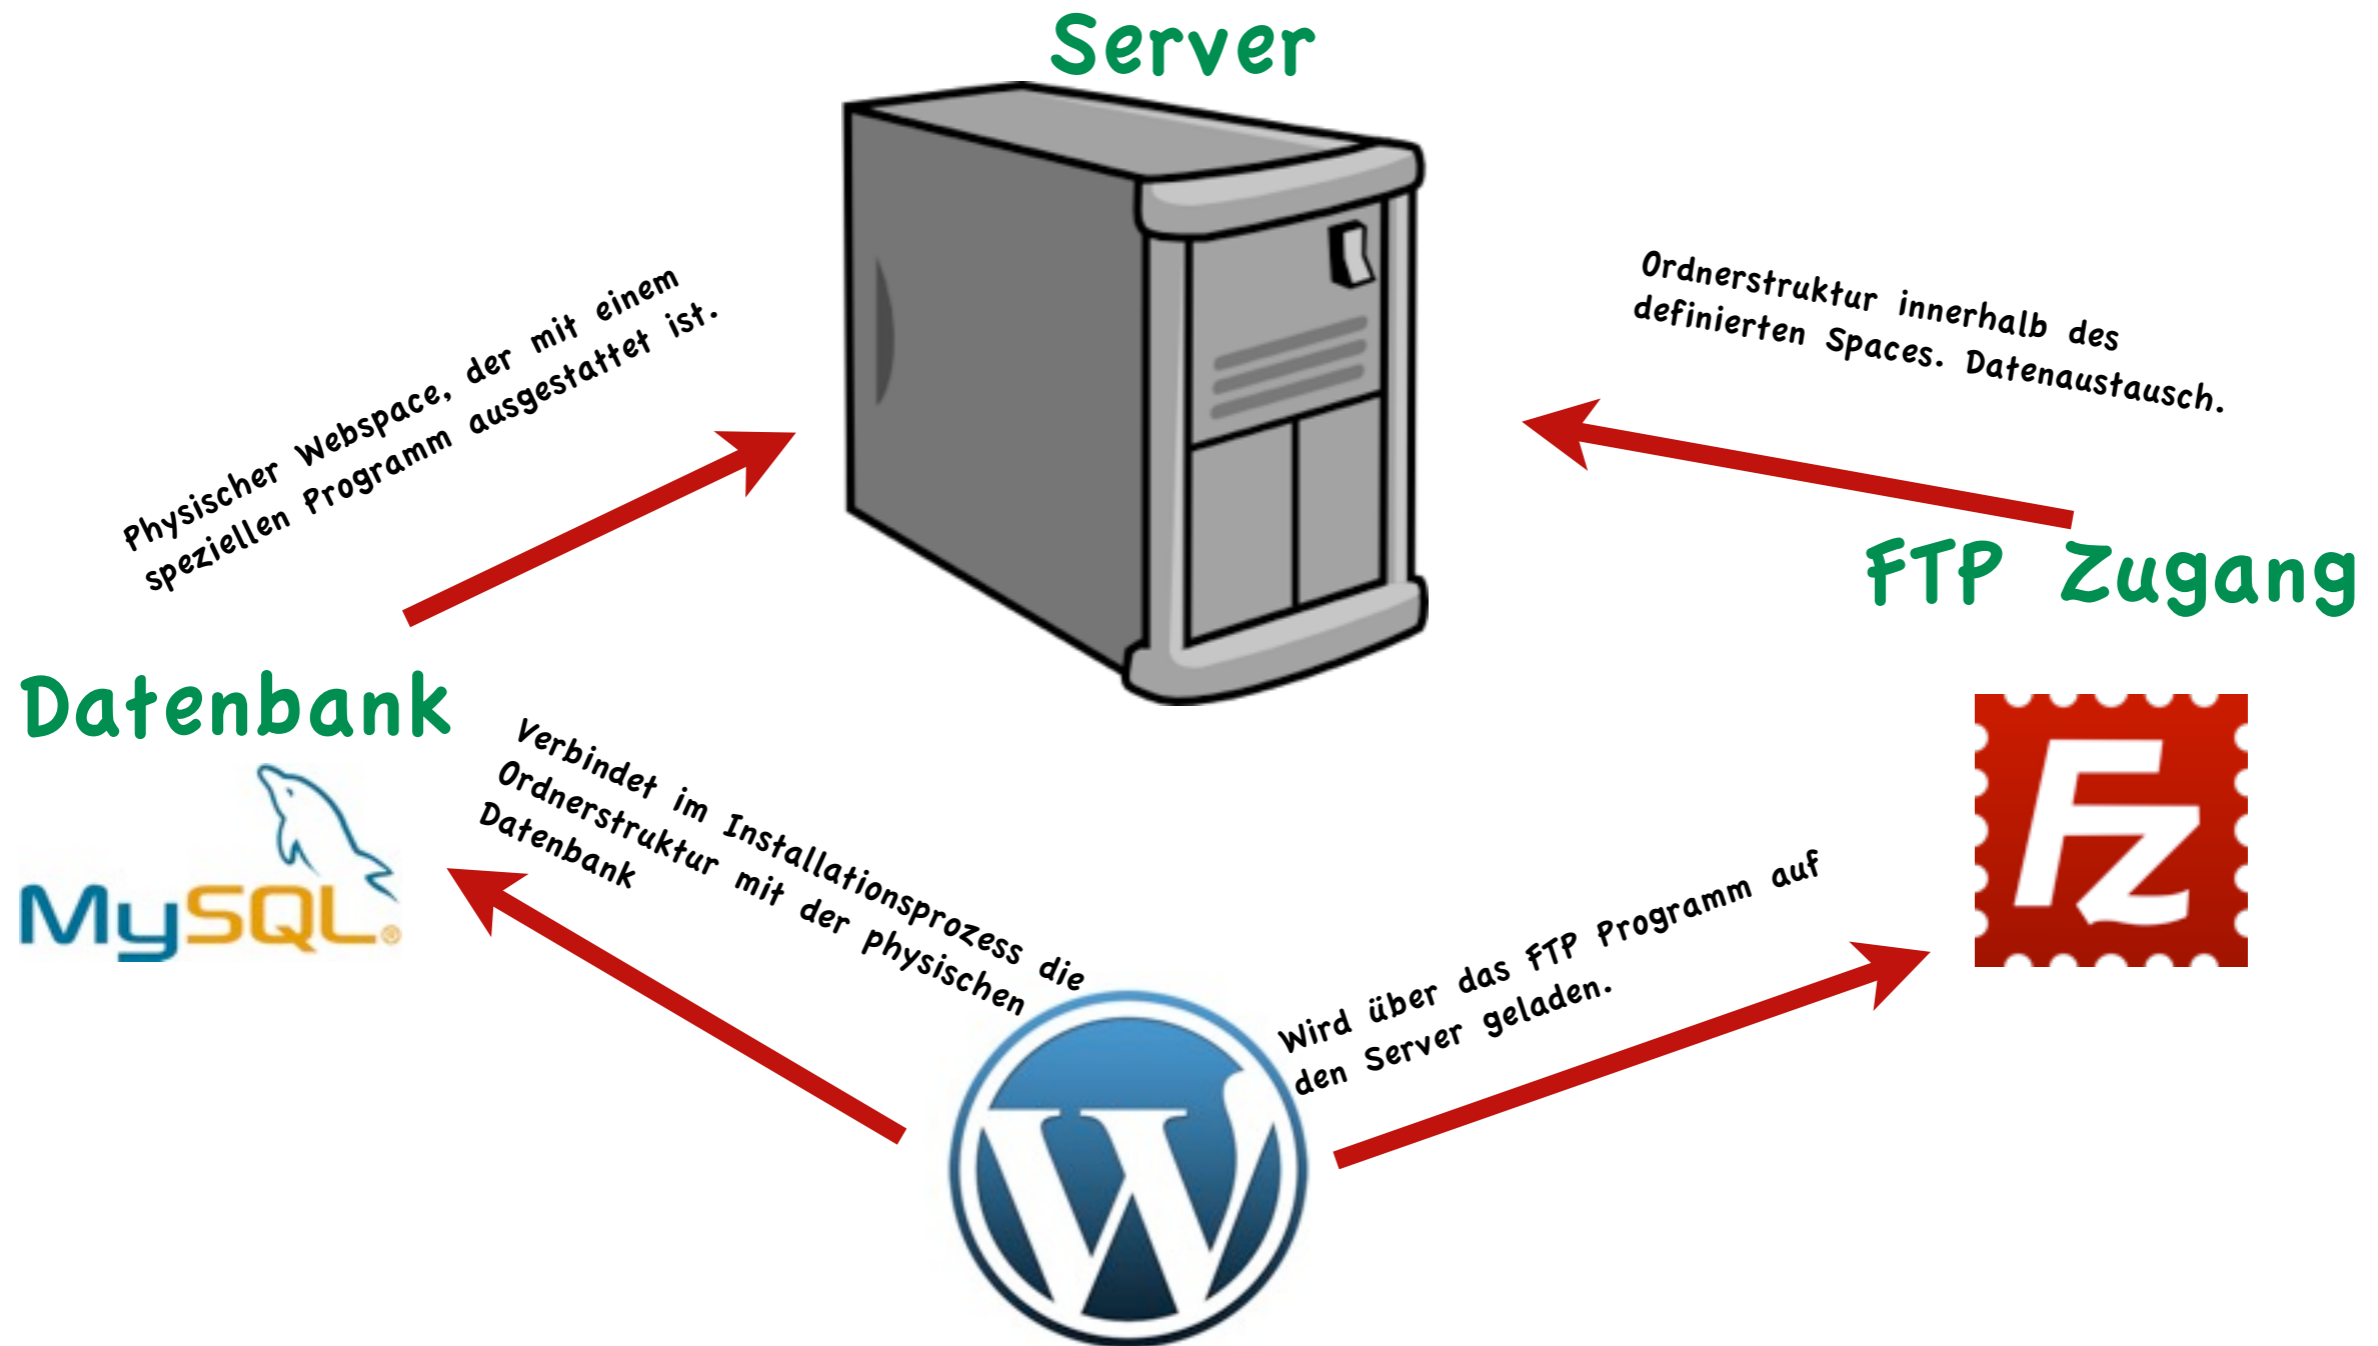 Server
Physischer Webspace, der mit einem
speziellen Programm ausgestattet ist.
Ordnerstruktur innerhalb des
definierten Spaces. Datenaustausch.
FTP Zugang
Datenbank
MySQL®
Verbindet im Installationsprozess die
Ordnerstruktur mit der physischen
Datenbank
Wird über das FTP Programm auf
den Server geladen.
FZ
W